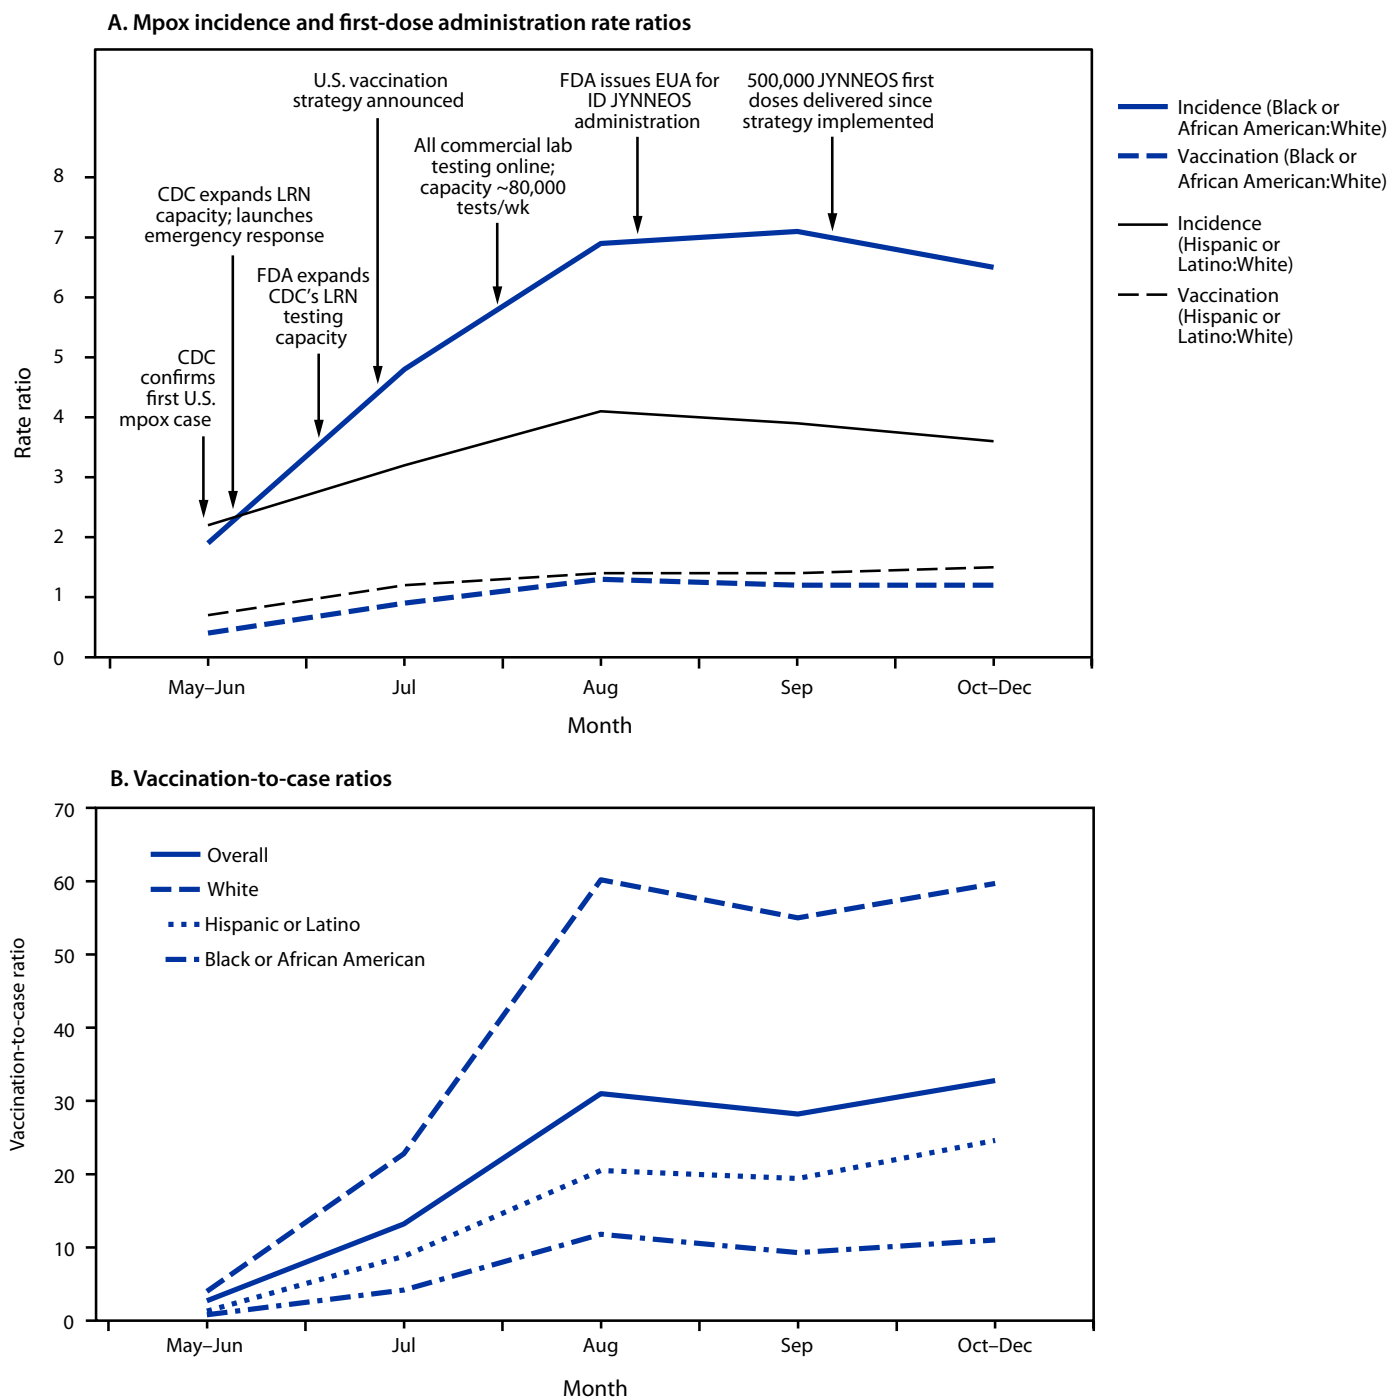 A. Mpox incidence and first-dose administration rate ratios
U.S. vaccination
strategy announced
FDA issues EUA for
ID JYNNEOS
administration
500,000 JYNNEOS first
doses delivered since
strategy implemented
All commercial lab
testing online;
capacity ~80,000
tests/wk
CDC expands LRN
capacity; launches
emergency response
FDA expands
CDC’s LRN
testing
capacity
CDC
confirms
first U.S.
mpox case
Incidence (Black or
African American:White)
Vaccination (Black or
African American:White)
Incidence
(Hispanic or
Latino:White)
Vaccination
(Hispanic or
Latino:White)
Rate ratio
8
7
6
5
4
3
2
1
0
May–Jun
Jul
Aug
Sep
Oct–Dec
Month
B. Vaccination-to-case ratios
Overall
White
Hispanic or Latino
Black or African American
Vaccination-to-case ratio
70
60
50
40
30
20
10
0
May–Jun
Jul
Aug
Sep
Oct–Dec
Month